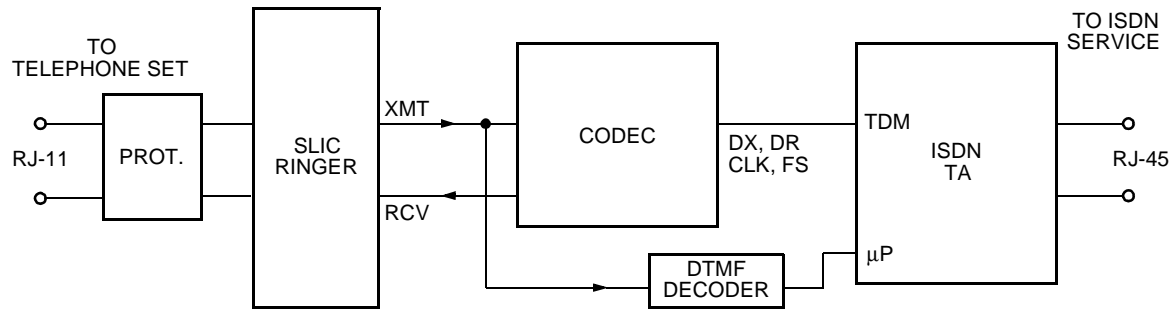 TO
TELEPHONE SET
RJ-11
PROT.
SLIC
RINGER
XMT
RCV
CODEC
DX, DR
CLK, FS
DTMF
DECODER
TDM
μP
ISDN
TA
TO ISDN
SERVICE
RJ-45